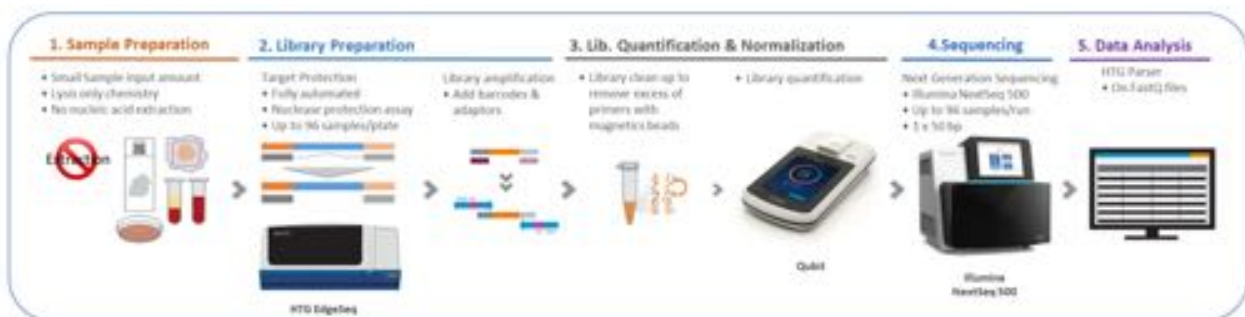 1. Sample Preparation
• Small Sample input amount
• Lysis only chemistry
• No nucleic acid extraction
Extraction
2. Library Preparation
Target Protection
• Fully automated
• Nuclease protection assay
• Up to 96 samples/plate
HTG EdgeSeq
Library amplification
• Add barcodes &
adaptors
3. Lib. Quantification & Normalization
• Library clean up to
remove excess of
primers with
magnetics beads
• Library quantification
Qubit
4.Sequencing
Next Generation Sequencing
• Illumina NextSeq 500
• Up to 96 samples/run
• 1 x 50 bp
Illumina
NextSeq 500
5. Data Analysis
HTG Parser
• On FastQ files